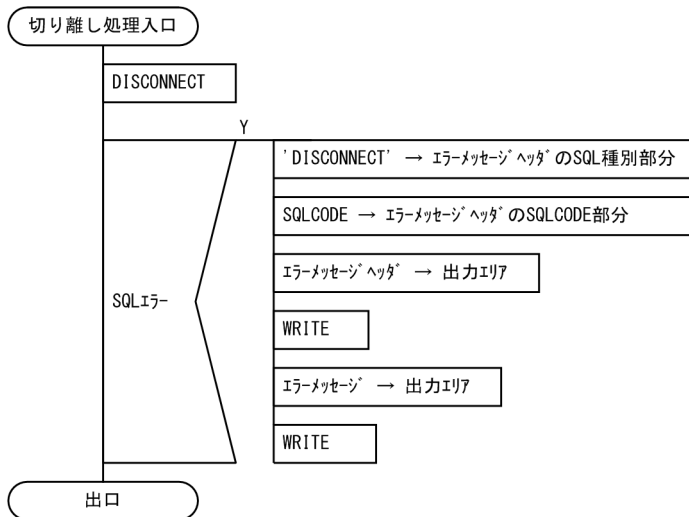 切り離し処理入口
DISCONNECT
Y
'DISCONNECT' → ｴﾗｰﾒｯｾｰｼﾞﾍｯﾀﾞのSQL種別部分
SQLCODE → ｴﾗｰﾒｯｾｰｼﾞﾍｯﾀﾞのSQLCODE部分
ｴﾗｰﾒｯｾｰｼﾞﾍｯﾀﾞ → 出力エリア
SQLｴﾗｰ
WRITE
ｴﾗｰﾒｯｾｰｼﾞ → 出力ｴﾘｱ
WRITE
出口